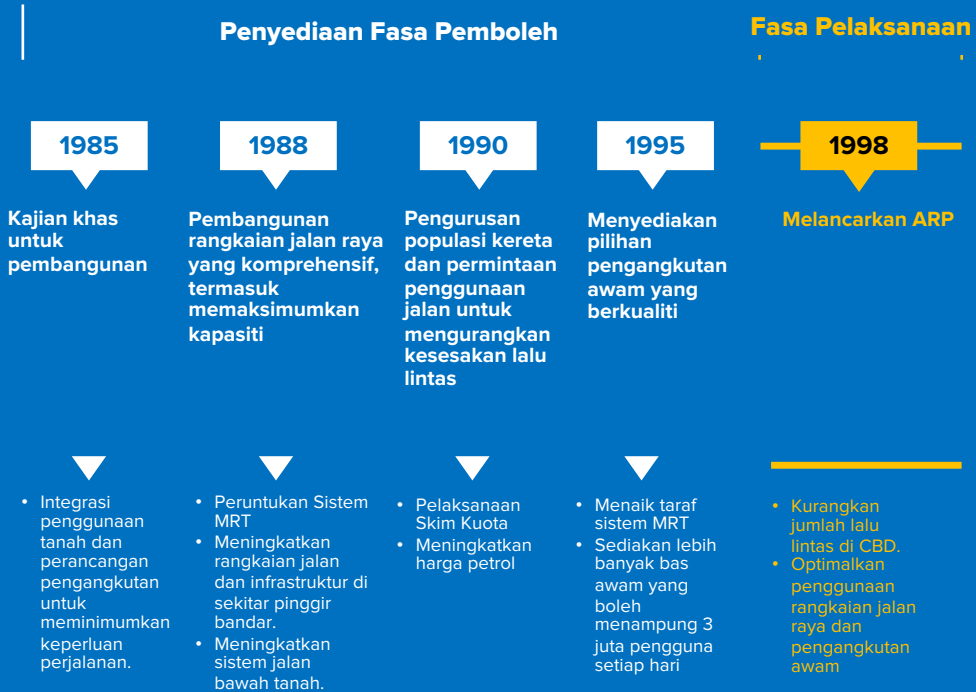 Penyediaan Fasa Pemboleh
Fasa Pelaksanaan
1985
Kajian khas
untuk
pembangunan
• Integrasi
penggunaan
tanah dan
perancangan
pengangkutan
untuk
meminimumkan
keperluan
perjalanan.
1988
Pembangunan
rangkaian jalan raya
yang komprehensif,
termasuk
memaksimumkan
kapasiti
• Peruntukan Sistem
MRT
• Meningkatkan
rangkaian jalan
dan infrastruktur di
sekitar pinggir
bandar.
• Meningkatkan
sistem jalan
bawah tanah.
1990
Pengurusan
populasi kereta
dan permintaan
penggunaan
jalan untuk
mengurangkan
kesesakan lalu
lintas
• Pelaksanaan
Skim Kuota
• Meningkatkan
harga petrol
1995
Menyediakan
pilihan
pengangkutan
awam yang
berkualiti
• Menaik taraf
sistem MRT
• Sediakan lebih
banyak bas
awam yang
boleh
menampung 3
juta pengguna
setiap hari
1998
Melancarkan ARP
• Kurangkan
jumlah lalu
lintas di CBD.
• Optimalkan
penggunaan
rangkaian jalan
raya dan
pengangkutan
awam